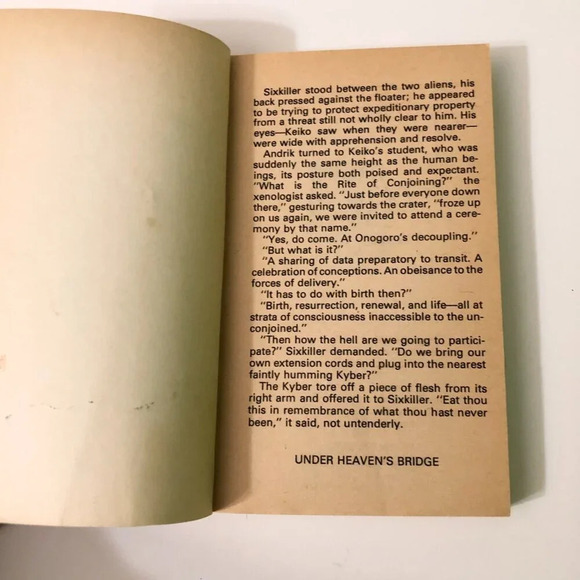 Sixkiller stood between the two aliens, his
back pressed against the floater; he appeared
to be trying to protect expeditionary property
from a threat still not wholly clear to him. His
eyes—Keiko saw when they were nearer—
were wide with apprehension and resolve.
Andrik turned to Keiko's student, who was
suddenly the same height as the human be-
ings, its posture both poised and expectant.
"What is the Rite of Conjoining?" the
xenologist asked. "Just before everyone down
there," gesturing towards the crater, "froze up
on us again, we were invited to attend a cere-
mony by that name."
"Yes, do come. At Onogoro's decoupling."
"But what is it?"
"A sharing of data preparatory to transit. A
celebration of conceptions. An obeisance to the
forces of delivery."
"It has to do with birth then?"
"Birth, resurrection, renewal, and life—all at
strata of consciousness inaccessible to the un-
conjoined."
"Then how the hell are we going to partici-
pate?" Sixkiller demanded. "Do we bring our
own extension cords and plug into the nearest
faintly humming Kyber?"
The Kyber tore off a piece of flesh from its
right arm and offered it to Sixkiller. "Eat thou
this in remembrance of what thou hast never
been," it said, not untenderly.
UNDER HEAVEN'S BRIDGE